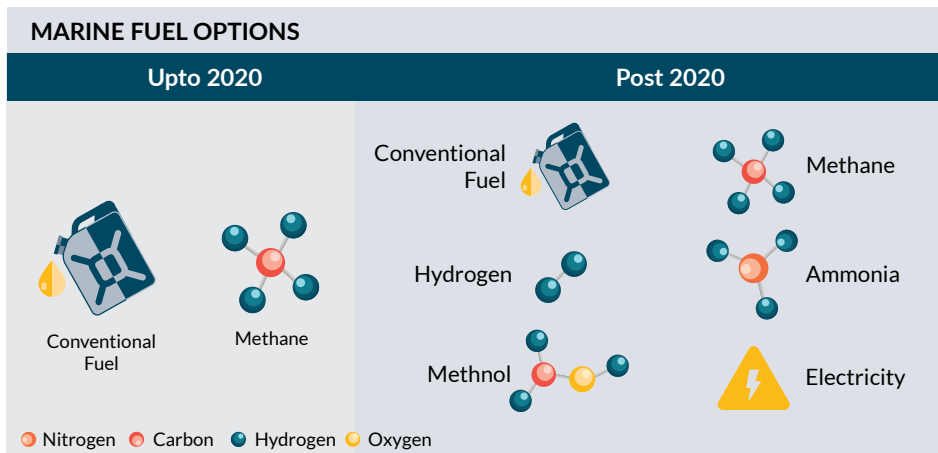 MARINE FUEL OPTIONS
Upto 2020
Post 2020
Conventional
Fuel
Methane
Conventional
Fuel
Methane
Hydrogen
Ammonia
Methnol
Electricity
Nitrogen
Carbon
Hydrogen
Oxygen